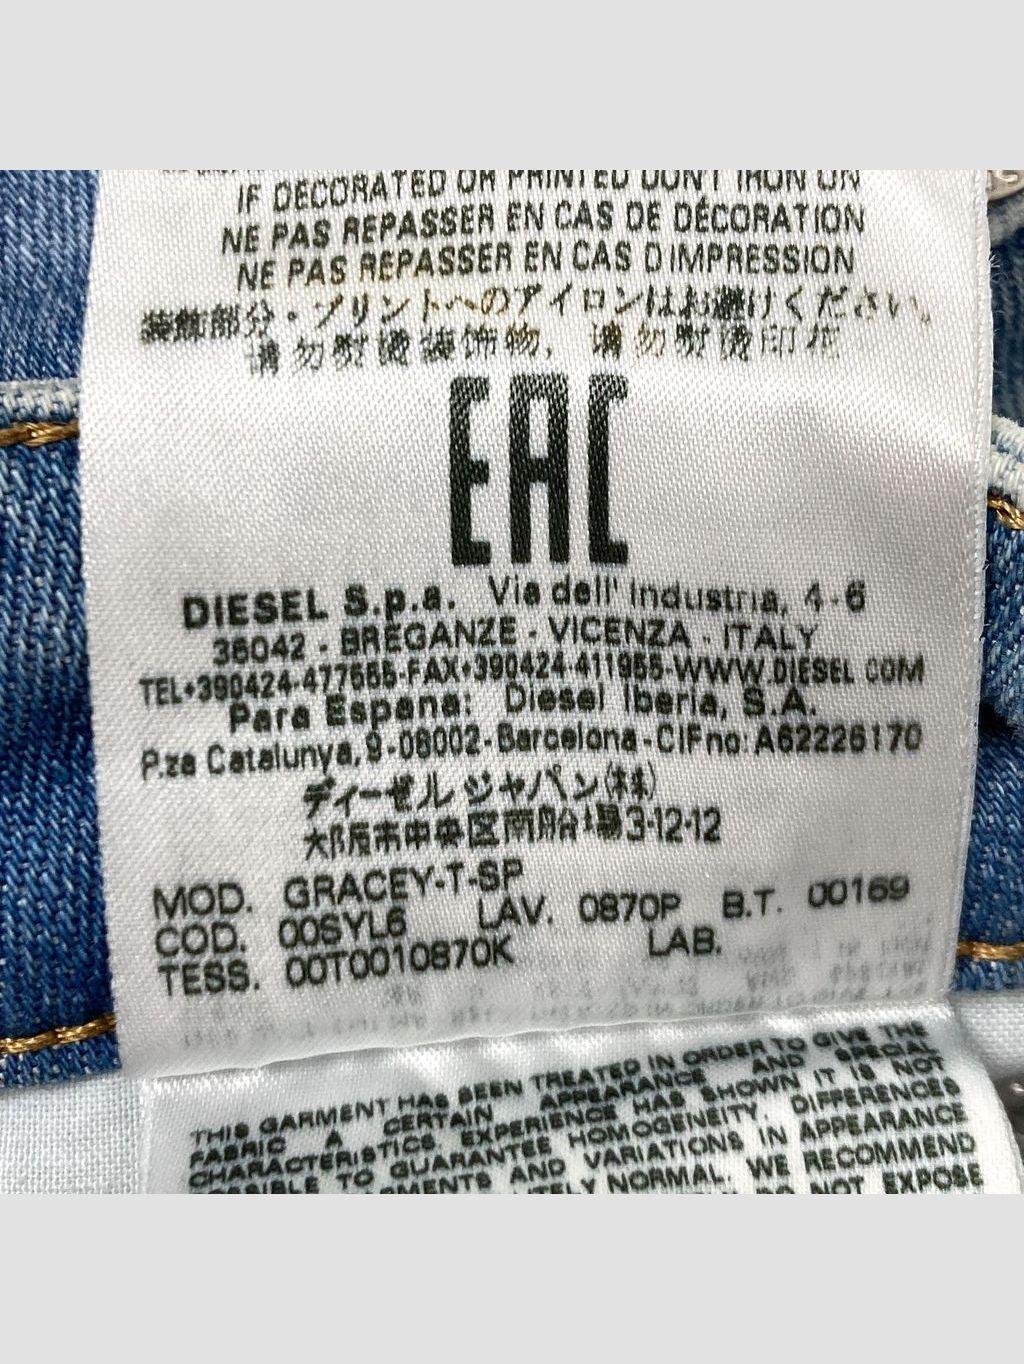 IF DECORATED OR PRINTED DON'T IRON ON
NE PAS REPASSER EN CAS DE DÉCORATION
NE PAS REPASSER EN CAS D IMPRESSION
装飾部分・プリントへのアイロンはお避けください。
请勿熨烫装饰物，请勿熨烫印花
EAC
DIESEL S.p.a. Via dell' Industria, 4-6
36042 - BREGANZE - VICENZA - ITALY
TEL+390424-477555-FAX+390424-411955-WWW.DIESEL COM
Para Espana: Diesel Iberia, S.A.
P.za Catalunya, 9-08002-Barcelona-CIFno: A62226170
ディーゼル ジャパン(株)
大阪市中央区南船場3-12-12
MOD. GRACEY-T-SP
COD. 00SYL6 LAV. 0870P B.T. 00169
TESS. 00T0010870K LAB.
THIS GARMENT HAS BEEN TREATED IN ORDER TO GIVE THE
FABRIC A CERTAIN APPEARANCE AND SPECIAL
CHARACTERISTICS. EXPERIENCE HAS SHOWN IT IS NOT
POSSIBLE TO GUARANTEE HOMOGENEITY. DIFFERENCES
AND VARIATIONS IN APPEARANCE
NORMAL. WE RECOMMEND
DO NOT EXPOSE